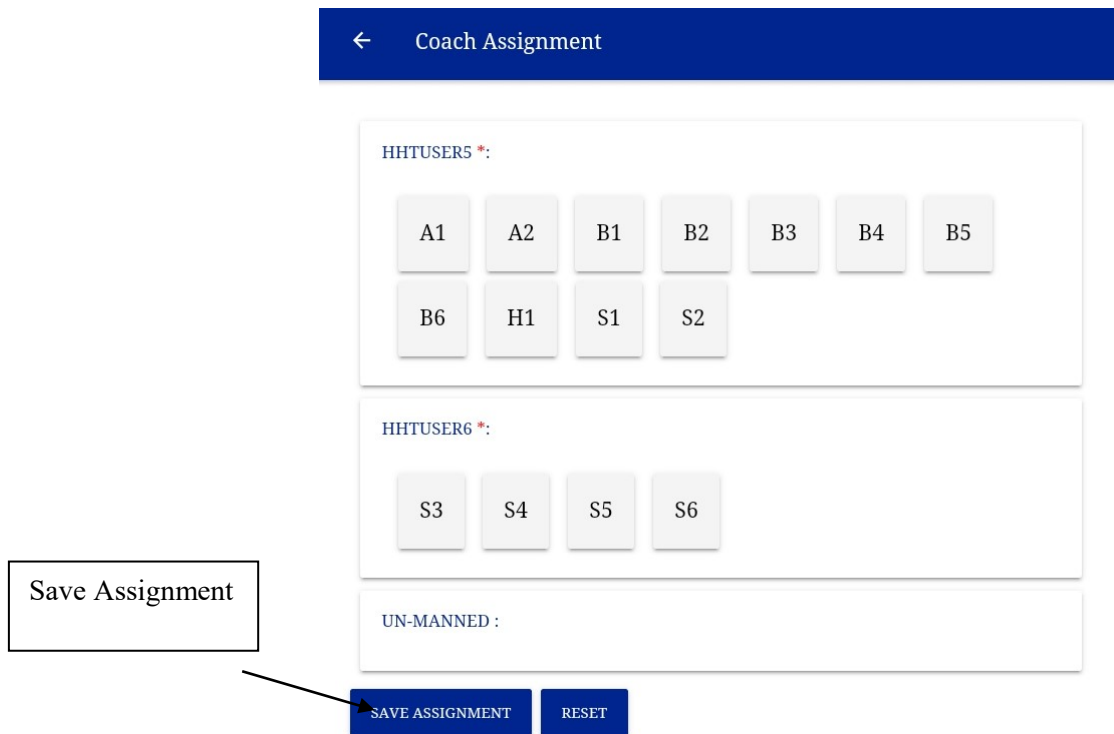 ← Coach Assignment
HHTUSER5 *:
A1 A2 B1 B2 B3 B4 B5
B6 H1 S1 S2
HHTUSER6 *:
S3 S4 S5 S6
Save Assignment
UN-MANNED :
SAVE ASSIGNMENT RESET